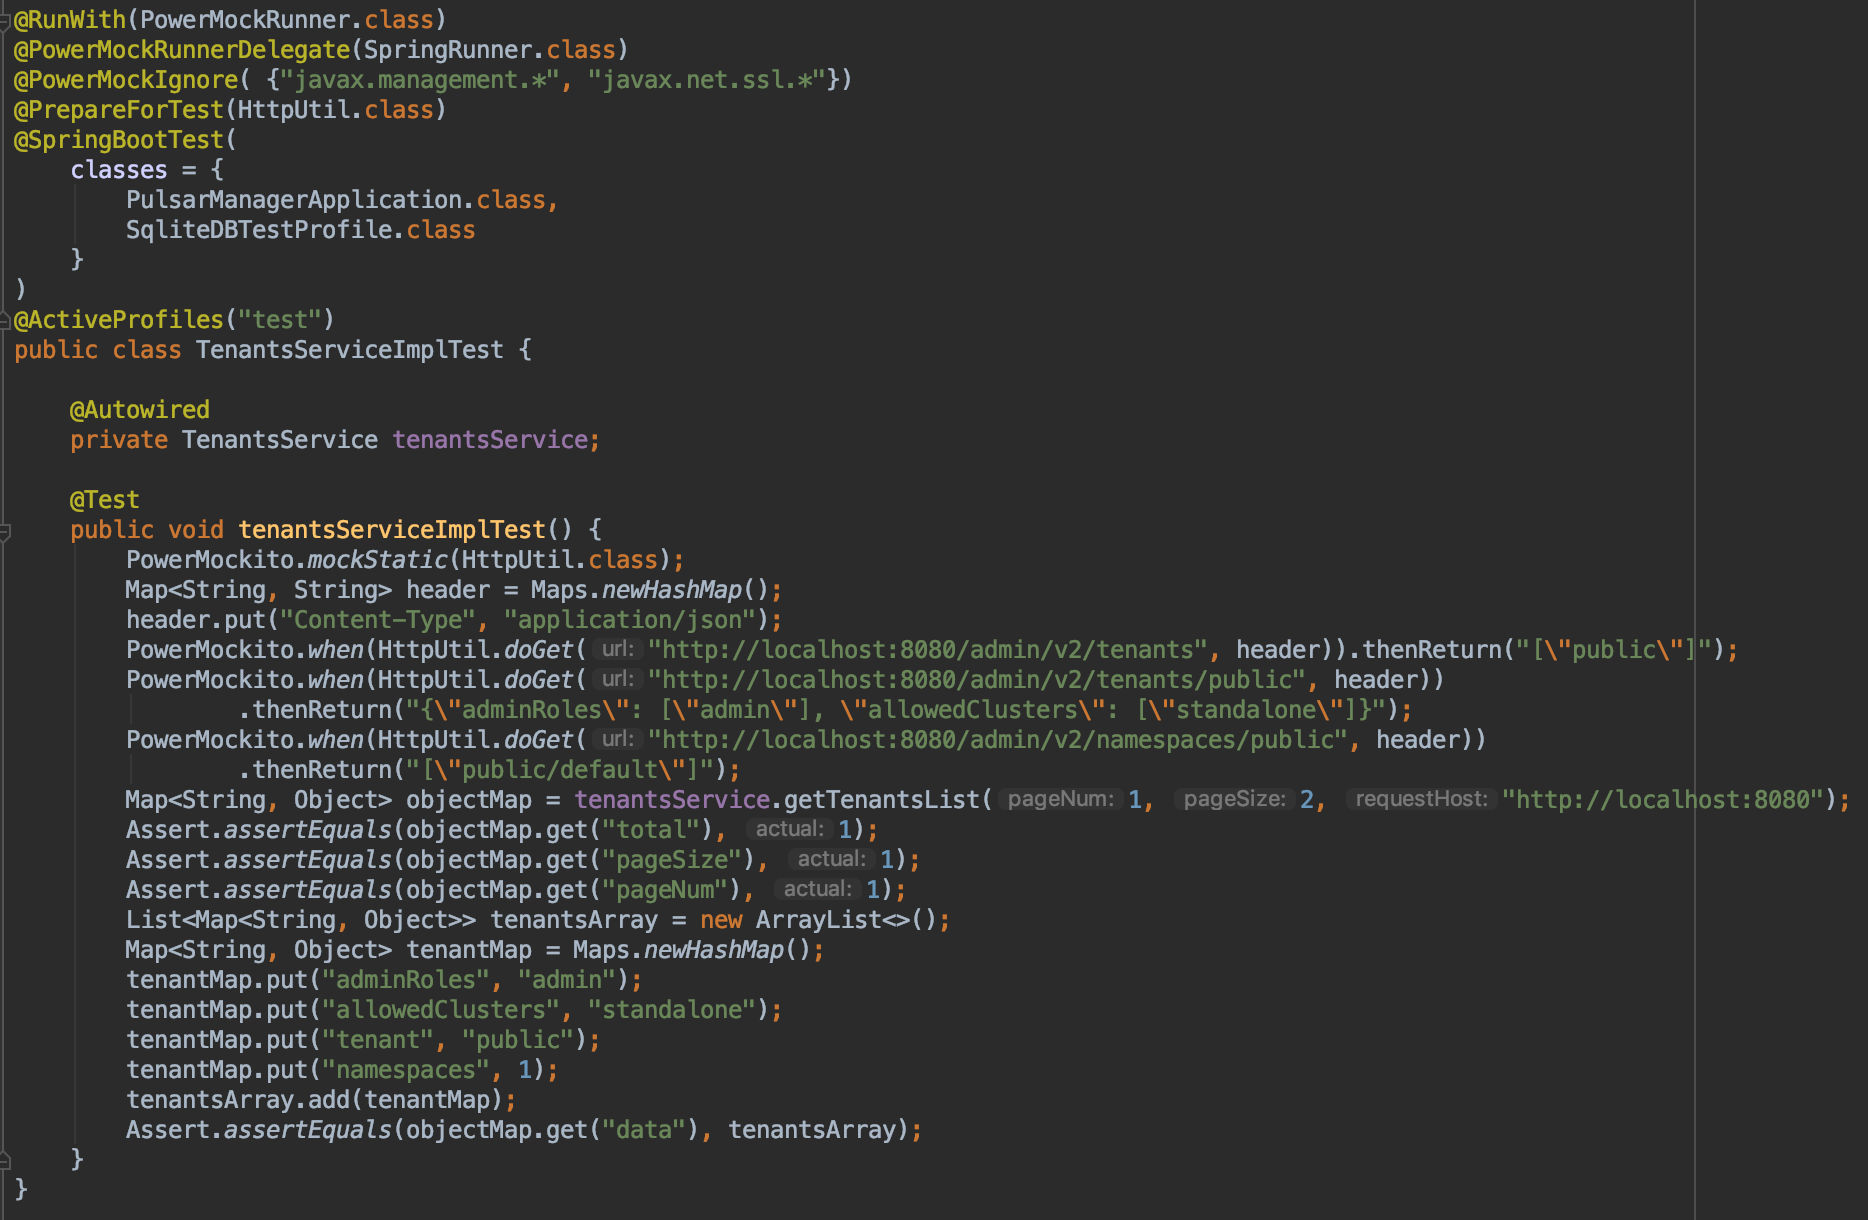 @RunWith(PowerMockRunner.class)
@PowerMockRunnerDelegate(SpringRunner.class)
@PowerMockIgnore( {"javax.management.*", "javax.net.ssl.*"})
@PrepareForTest(HttpUtil.class)
@SpringBootTest(
    classes = {
        PulsarManagerApplication.class,
        SqliteDBTestProfile.class
    }
)
@ActiveProfiles("test")
public class TenantsServiceImplTest {

    @Autowired
    private TenantsService tenantsService;

    @Test
    public void tenantsServiceImplTest() {
        PowerMockito.mockStatic(HttpUtil.class);
        Map<String, String> header = Maps.newHashMap();
        header.put("Content-Type", "application/json");
        PowerMockito.when(HttpUtil.doGet( url: "http://localhost:8080/admin/v2/tenants", header)).thenReturn("[\"public\"]");
        PowerMockito.when(HttpUtil.doGet( url: "http://localhost:8080/admin/v2/tenants/public", header))
                .thenReturn("{\"adminRoles\": [\"admin\"], \"allowedClusters\": [\"standalone\"]}");
        PowerMockito.when(HttpUtil.doGet( url: "http://localhost:8080/admin/v2/namespaces/public", header))
                .thenReturn("[\"public/default\"]");
        Map<String, Object> objectMap = tenantsService.getTenantsList( pageNum: 1, pageSize: 2, requestHost: "http://localhost:8080");
        Assert.assertEquals(objectMap.get("total"), actual: 1);
        Assert.assertEquals(objectMap.get("pageSize"), actual: 1);
        Assert.assertEquals(objectMap.get("pageNum"), actual: 1);
        List<Map<String, Object>> tenantsArray = new ArrayList<>();
        Map<String, Object> tenantMap = Maps.newHashMap();
        tenantMap.put("adminRoles", "admin");
        tenantMap.put("allowedClusters", "standalone");
        tenantMap.put("tenant", "public");
        tenantMap.put("namespaces", 1);
        tenantsArray.add(tenantMap);
        Assert.assertEquals(objectMap.get("data"), tenantsArray);
    }
}